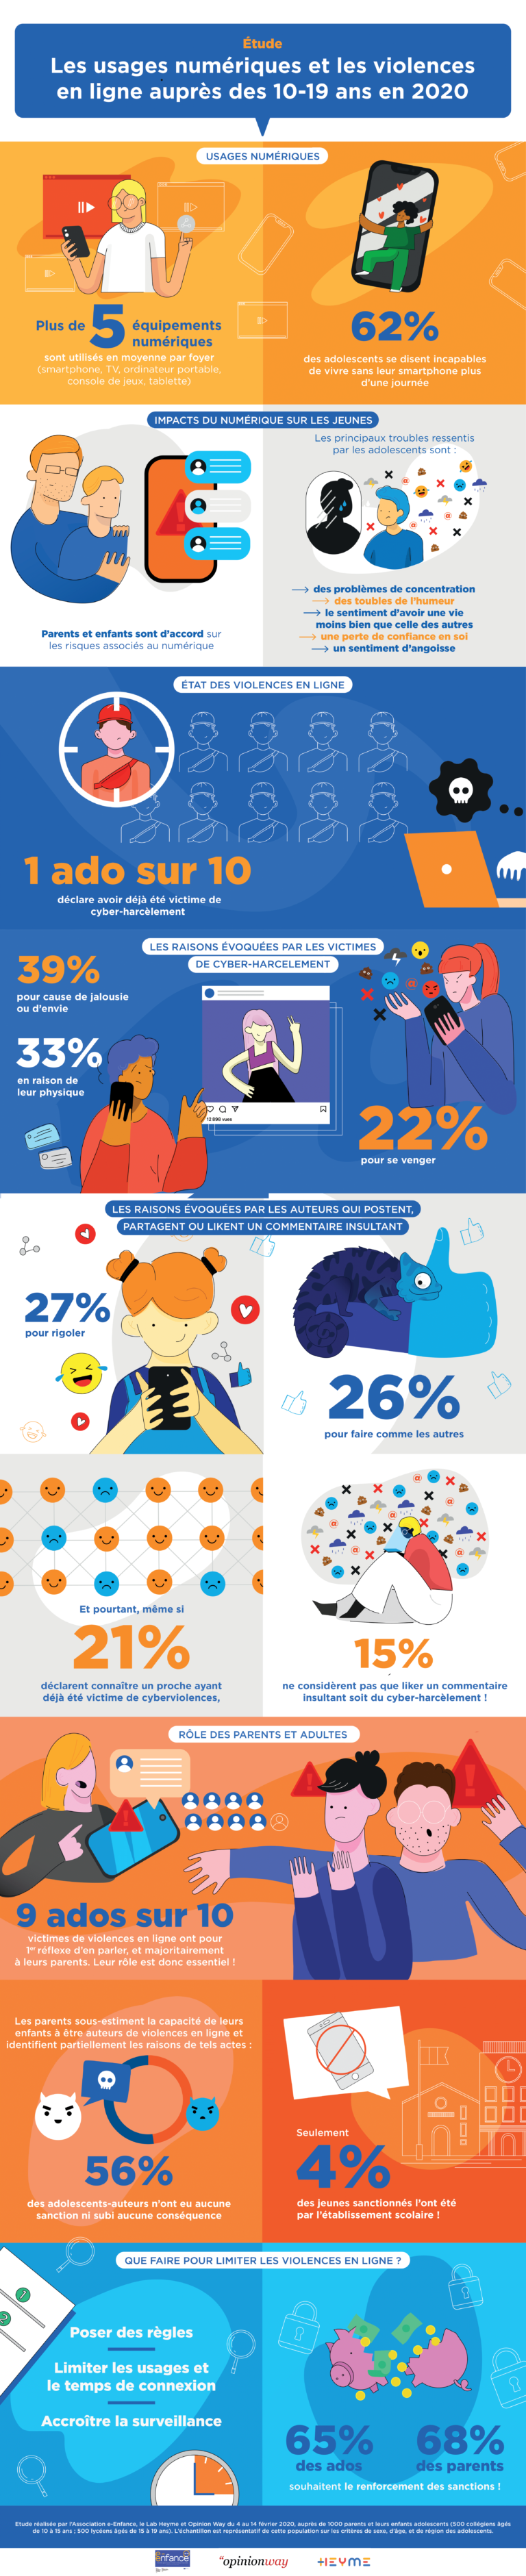 Étude
Les usages numériques et les violences
en ligne auprès des 10-19 ans en 2020
USAGES NUMÉRIQUES
Plus de 5 équipements
numériques
sont utilisés en moyenne par foyer
(smartphone, TV, ordinateur portable,
console de jeux, tablette)
62%
des adolescents se disent incapables
de vivre sans leur smartphone plus
d'une journée
IMPACTS DU NUMÉRIQUE SUR LES JEUNES
Les principaux troubles ressentis
par les adolescents sont :
→ des problèmes de concentration
→ des toubles de l'humeur
→ le sentiment d'avoir une vie
moins bien que celle des autres
→ une perte de confiance en soi
→ un sentiment d'angoisse
Parents et enfants sont d'accord sur
les risques associés au numérique
ÉTAT DES VIOLENCES EN LIGNE
1 ado sur 10
déclare avoir déjà été victime de
cyber-harcèlement
LES RAISONS ÉVOQUÉES PAR LES VICTIMES
DE CYBER-HARCELEMENT
39%
pour cause de jalousie
ou d'envie
33%
en raison de
leur physique
22%
pour se venger
LES RAISONS ÉVOQUÉES PAR LES AUTEURS QUI POSTENT,
PARTAGENT OU LIKENT UN COMMENTAIRE INSULTANT
27%
pour rigoler
26%
pour faire comme les autres
Et pourtant, même si
21%
déclarent connaître un proche ayant
déjà été victime de cyberviolences,
15%
ne considèrent pas que liker un commentaire
insultant soit du cyber-harcèlement !
RÔLE DES PARENTS ET ADULTES
9 ados sur 10
victimes de violences en ligne ont pour
1er réflexe d'en parler, et majoritairement
à leurs parents. Leur rôle est donc essentiel !
Les parents sous-estiment la capacité de leurs
enfants à être auteurs de violences en ligne et
identifient partiellement les raisons de tels actes :
56%
des adolescents-auteurs n'ont eu aucune
sanction ni subi aucune conséquence
Seulement
4%
des jeunes sanctionnés l'ont été
par l'établissement scolaire !
QUE FAIRE POUR LIMITER LES VIOLENCES EN LIGNE ?
1
2
Poser des règles
Limiter les usages et
le temps de connexion
Accroître la surveillance
65% 68%
des ados des parents
souhaitent le renforcement des sanctions !
Etude réalisée par l'Association e-Enfance, le Lab Heyme et Opinion Way du 4 au 14 février 2020, auprès de 1000 parents et leurs enfants adolescents (500 collégiens âgés
de 10 à 15 ans ; 500 lycéens âgés de 15 à 19 ans). L'échantillon est représentatif de cette population sur les critères de sexe, d'âge, et de région des adolescents.
enfance
"opinionway
HEYME